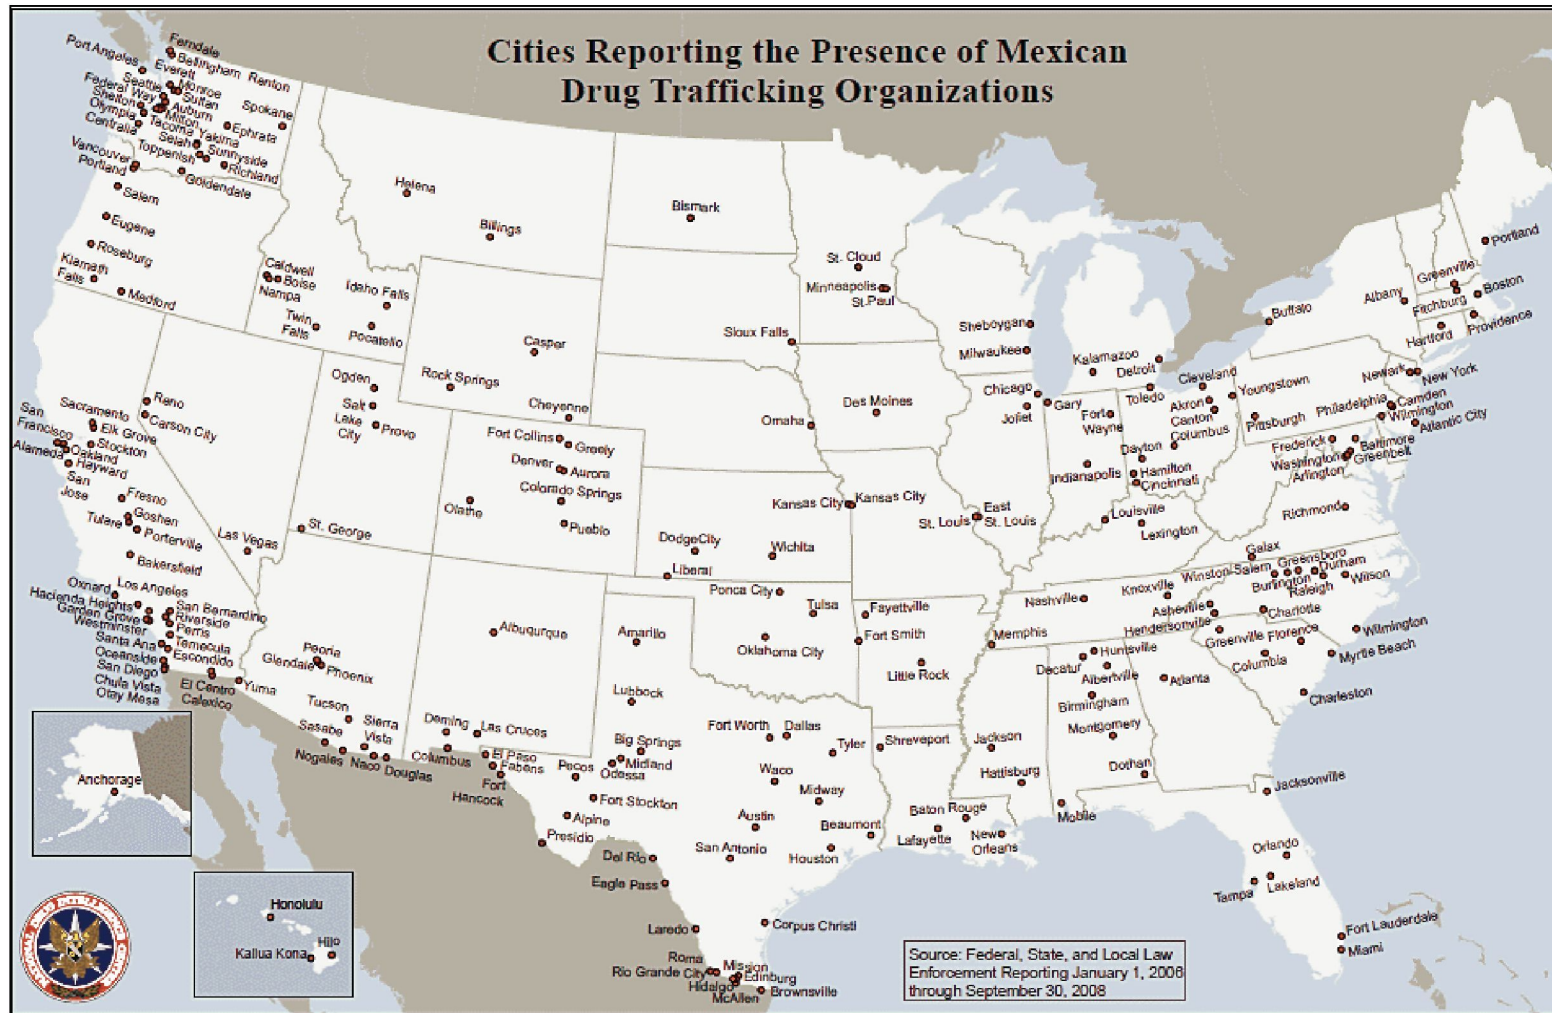 Cities Reporting the Presence of Mexican
Drug Trafficking Organizations
Ferndale
Port Angeles
Bellingham
Renton
Everett
Seattle
Monroe
Federal Way
Sultan
Shelton
Auburn
Spokane
Olympia
Milton
Centralia
Tacoma
Yakima
Ephrata
Selah
Sunnyside
Toppenish
Richland
Vancouver
Portland
Goldendale
Salem
Eugene
Roseburg
Klamath
Falls
Medford
Helena
Billings
Caldwell
Boise
Nampa
Idaho Falls
Twin
Falls
Pocatello
Bismark
St. Cloud
Minneapolis
St.Paul
Sioux Falls
Casper
Rock Springs
Cheyenne
Ogden
Salt
Lake
City
Provo
St. George
Reno
Carson City
Las Vegas
Sacramento
Elk Grove
San
Francisco
Stockton
Oakland
Alameda
Hayward
San
Jose
Fresno
Goshen
Tulare
Porterville
Bakersfield
Oxnard
Los Angeles
Hacienda Heights
San Bernardino
Garden Grove
Riverside
Westminster
Perris
Santa Ana
Temecula
Oceanside
Escondido
San Diego
Chula Vista
Otay Mesa
El Centro
Calexico
Yuma
Peoria
Glendale
Phoenix
Tucson
Sasabe
Sierra
Vista
Nogales
Naco
Douglas
Fort Collins
Greely
Denver
Aurora
Colorado Springs
Olathe
Pueblo
Albuqurque
Deming
Las Cruces
Columbus
El Paso
Fabens
Fort
Hancock
Omaha
Des Moines
Kansas City
Kansas City
DodgeCity
Wichita
Liberal
Ponca City
Tulsa
Oklahoma City
Amarillo
Lubbock
Big Springs
Midland
Odessa
Pecos
Fort Stockton
Alpine
Presidio
Fort Worth
Dallas
Tyler
Waco
Midway
Austin
Beaumont
San Antonio
Houston
Del Rio
Eagle Pass
Laredo
Corpus Christi
Roma
Rio Grande City
Mission
Edinburg
Hidalgo
McAllen
Brownsville
Sheboygan
Milwaukee
Chicago
Joliet
Gary
Kalamazoo
Detroit
Fort
Wayne
Indianapolis
St. Louis
East
St. Louis
Toledo
Cleveland
Akron
Canton
Youngstown
Columbus
Dayton
Hamilton
Cincinnati
Louisville
Lexington
Buffalo
Albany
Portland
Greenville
Fitchburg
Boston
Hartford
Providence
Newark
New York
Pittsburgh
Philadelphia
Camden
Wilmington
Atlantic City
Frederick
Baltimore
Washington
Greenbelt
Arlington
Richmond
Galax
Winston/Salem
Greensboro
Durham
Burlington
Raleigh
Wilson
Asheville
Hendersonville
Charlotte
Wilmington
Greenville
Florence
Columbia
Myrtle Beach
Charleston
Nashville
Knoxville
Memphis
Fayettville
Fort Smith
Little Rock
Shreveport
Jackson
Hattisburg
Baton Rouge
Lafayette
New
Orleans
Huntsville
Decatur
Albertville
Birmingham
Montgomery
Dothan
Mobile
Atlanta
Jacksonville
Orlando
Tampa
Lakeland
Fort Lauderdale
Miami
Anchorage
Honolulu
Kailua Kona
Hilo
Source: Federal, State, and Local Law
Enforcement Reporting January 1, 2006
through September 30, 2008